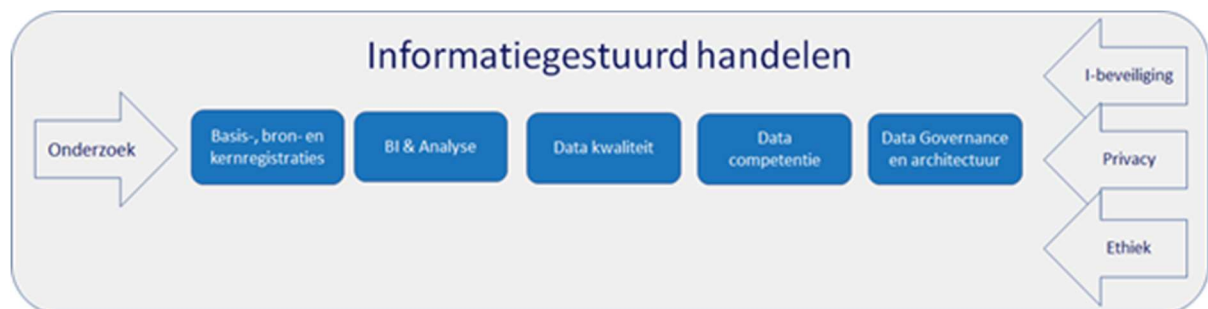 Informatiegestuurd handelen
Onderzoek
Basis-, bron- en
kernregistraties
BI & Analyse
Data kwaliteit
Data
competentie
Data Governance
en architectuur
I-beveiliging
Privacy
Ethiek